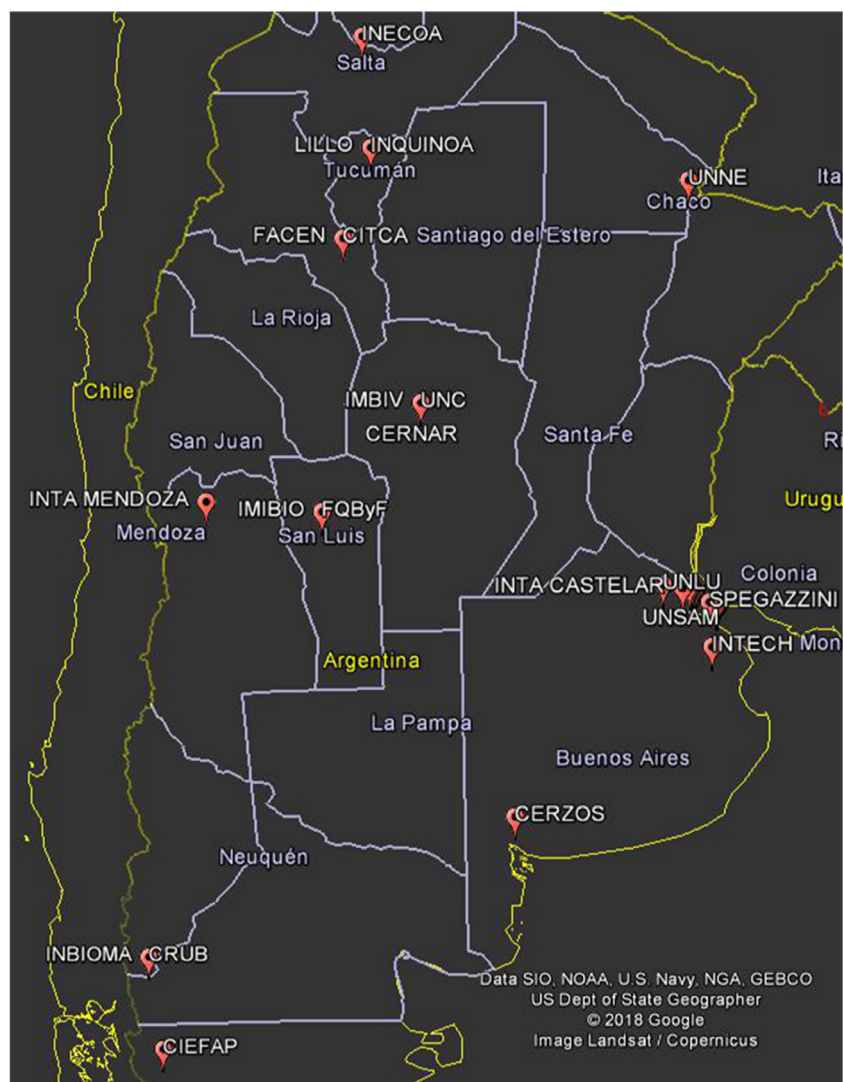 INECOA
Salta
LILLO INQUINOA
Tucumán
UNNE
Ita
Chaco
FACEN CITCA
Santiago del Estero
La Rioja
Chile
IMBIV UNC
CERNAR
San Juan
Santa Fe
Ri
INTA MENDOZA
Mendoza
IMIBIO FQByF
San Luis
Urugu
INTA CASTELAR UNLU
Colonia
SPEGAZZINI
UNSAM
INTECH
Mon
Argentina
La Pampa
Buenos Aires
CERZOS
Neuquén
INBIOMA CRUB
Data SIO, NOAA, U.S. Navy, NGA, GEBCO
US Dept of State Geographer
© 2018 Google
Image Landsat / Copernicus
CIEFAP